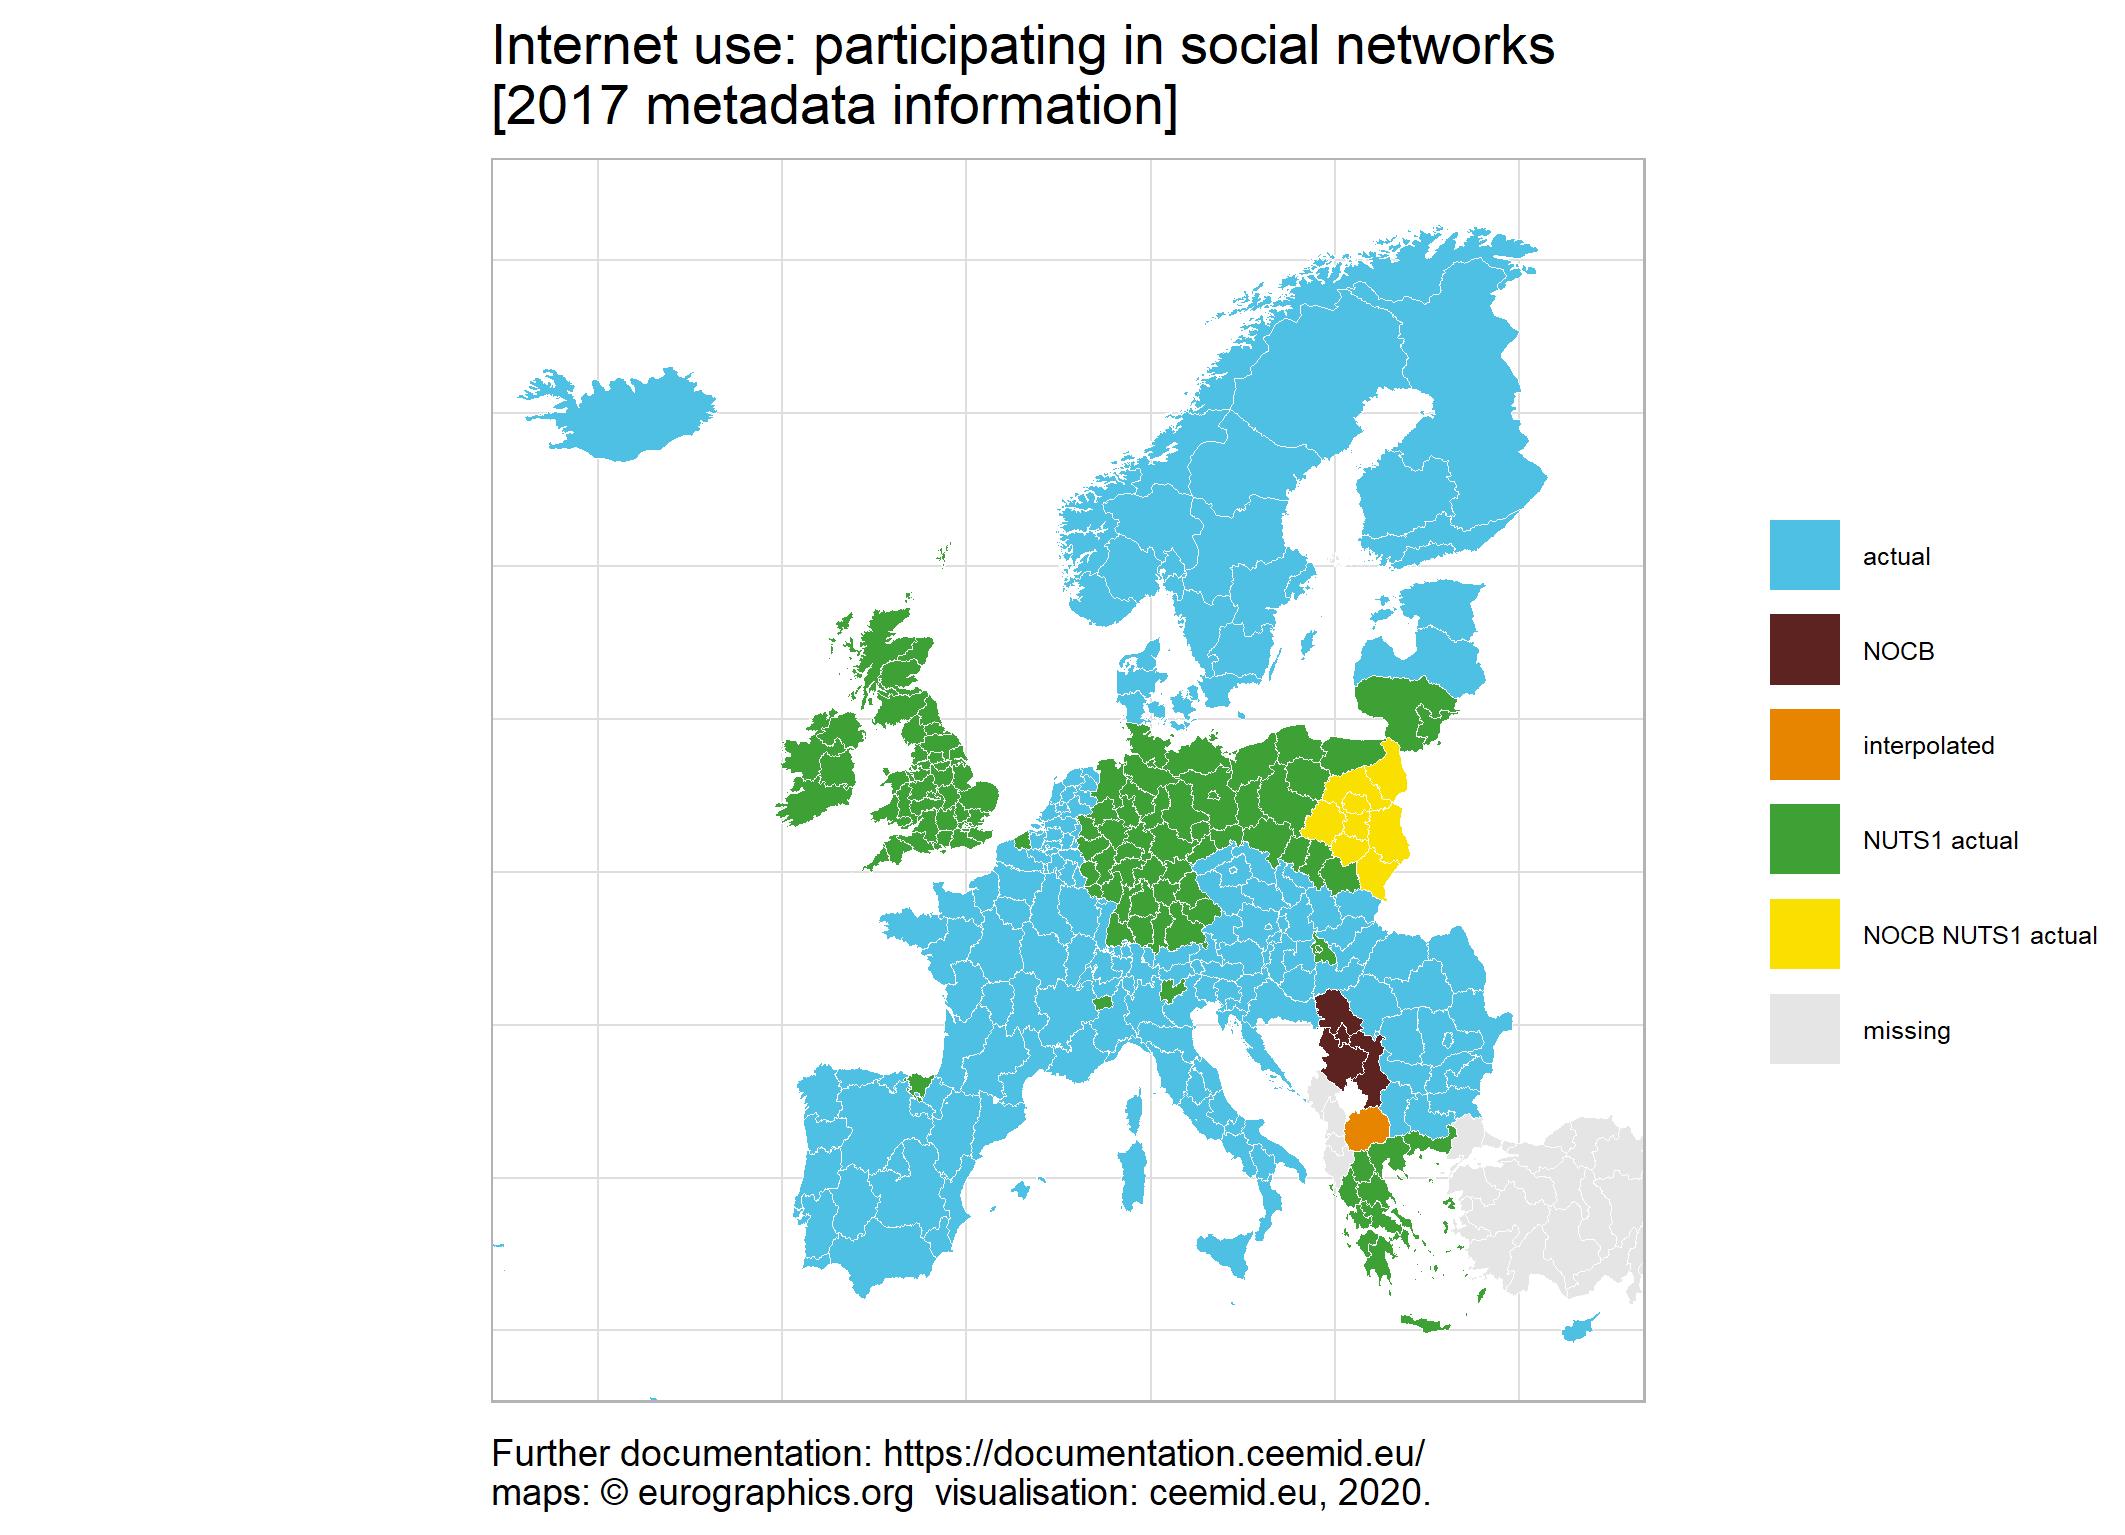 Internet use: participating in social networks
[2017 metadata information]
actual
NOCB
interpolated
NUTS1 actual
NOCB NUTS1 actual
missing
Further documentation: https://documentation.ceemid.eu/
maps: © eurographics.org  visualisation: ceemid.eu, 2020.